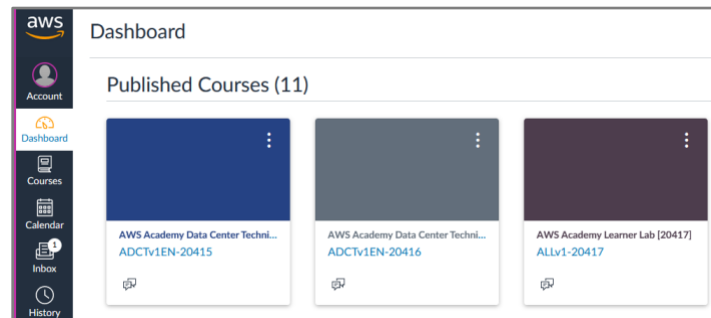 aws
Dashboard
Account
Dashboard
Courses
Calendar
1
Inbox
History
Published Courses (11)
AWS Academy Data Center Techni...
ADCTv1EN-20415
AWS Academy Data Center Techni...
ADCTv1EN-20416
AWS Academy Learner Lab [20417]
ALLv1-20417